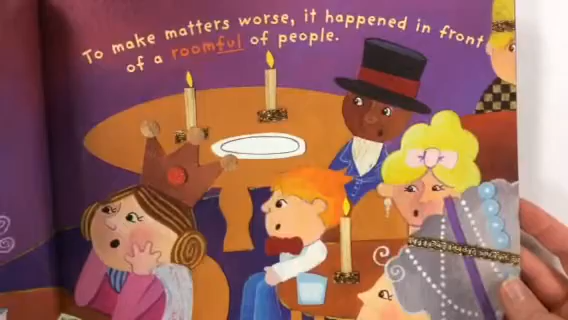 To make matters worse, it happened in front
of a roomful of people.